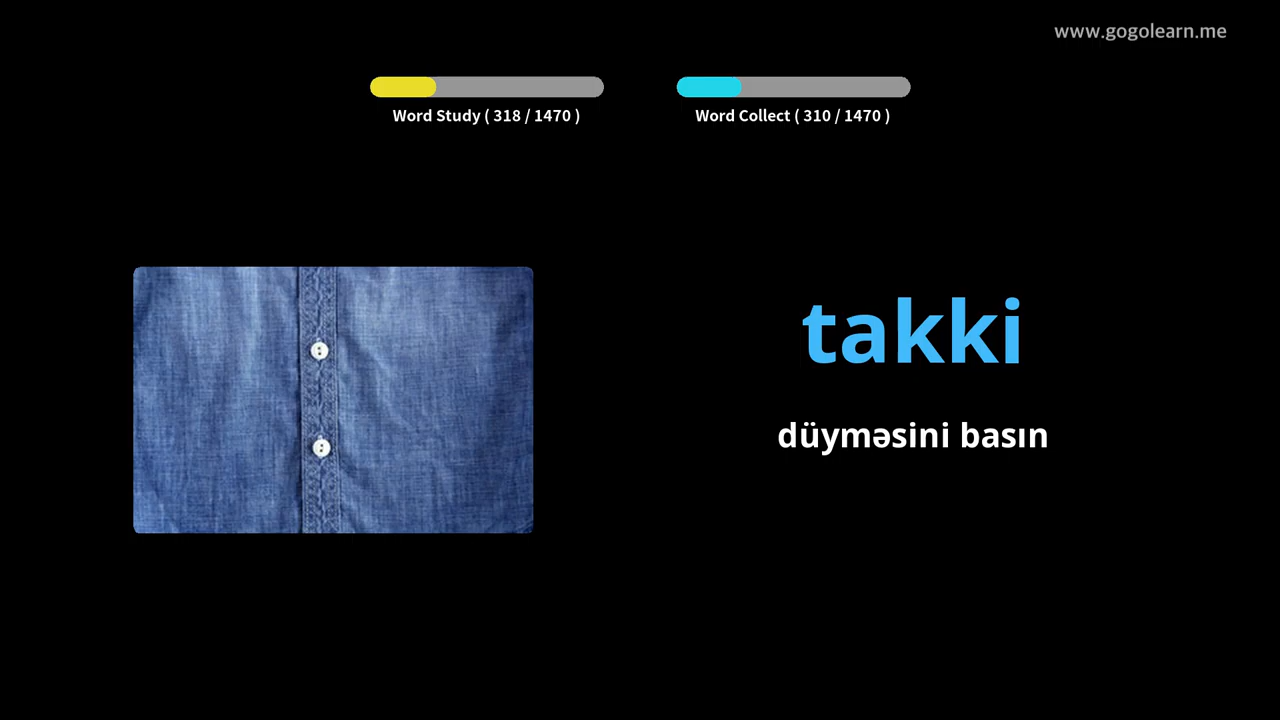 www.gogolearn.me
Word Study ( 318 / 1470 )
Word Collect ( 310 / 1470 )
takki
düyməsini basın